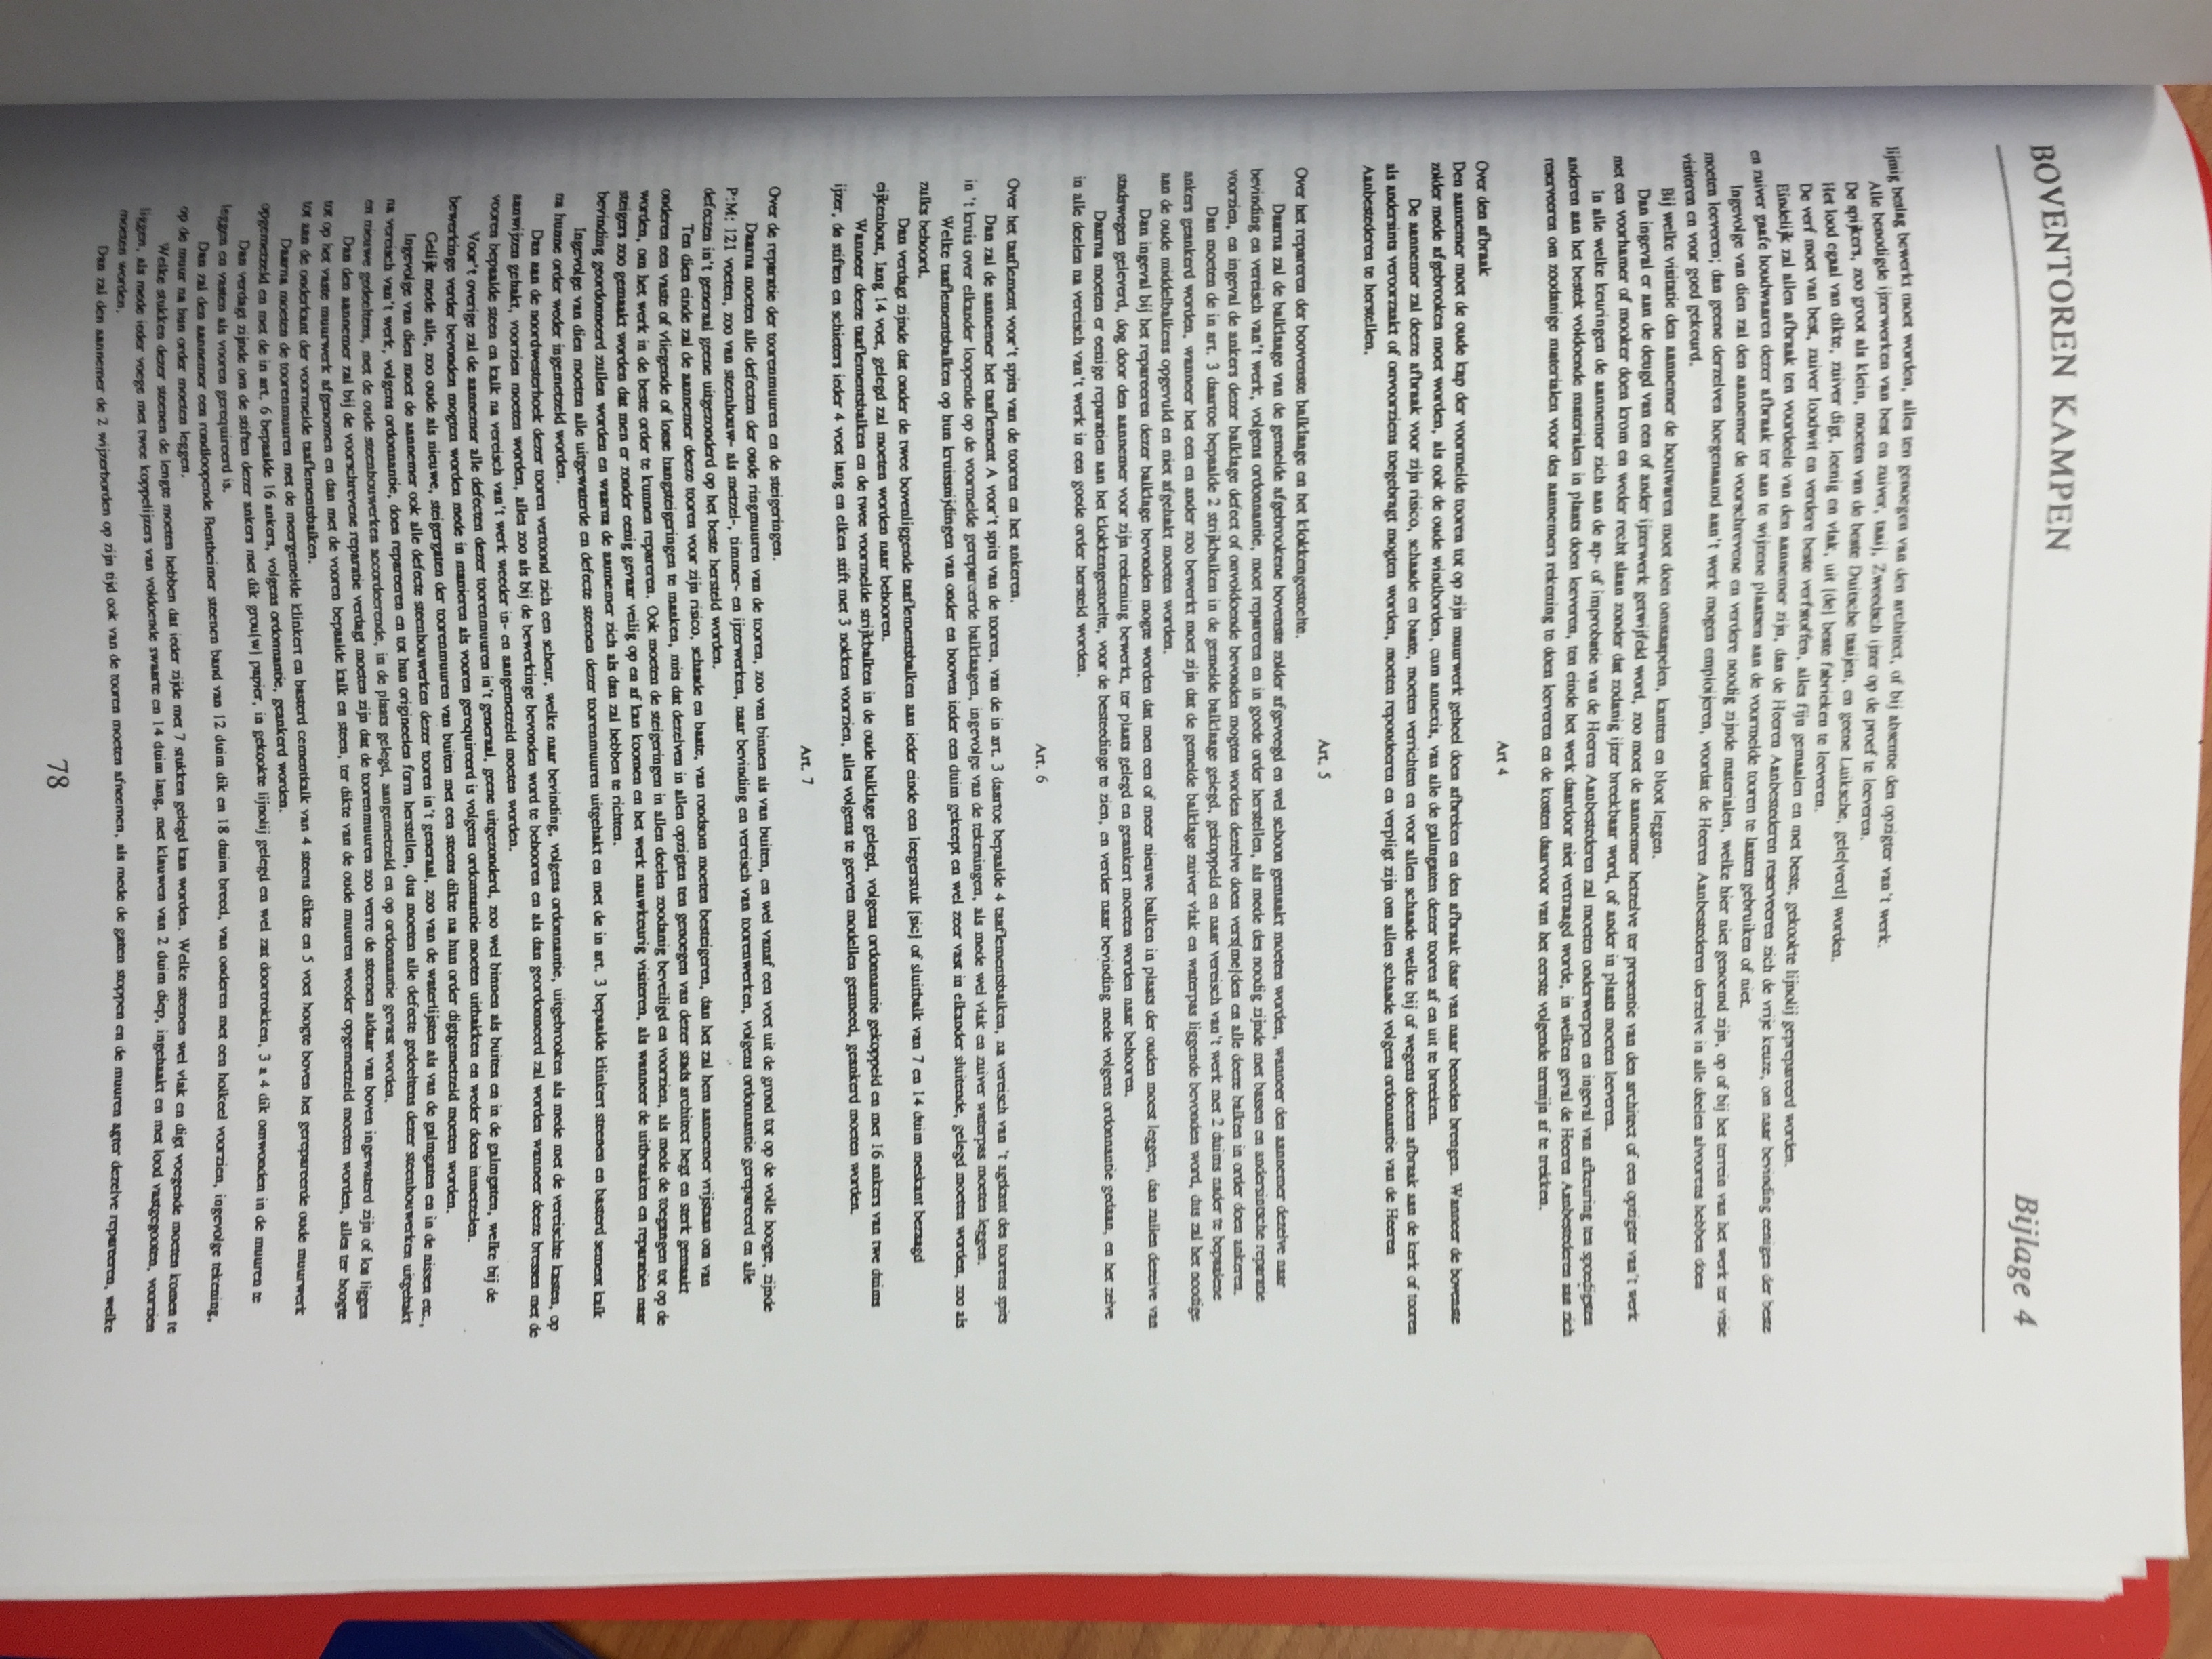 BOVENTOREN KAMPEN
Bijlage 4
lijmig beslag bewerkt moet worden, alles ten genoegen van den architect, of bij absentie den opzigter van't werk.
Alle benodigde ijzerwerken van best en zuiver, taaij, Zweedsch ijzer op de proef te leeveren.
De spijkers, zoo groot als klein, moeten van de beste Duitsche taaijen, en geene Luiksche, gele[verd] worden.
Het lood egaal van dikte, zuiver digt, leenig en vlak, uit [de] beste fabrieken te leeveren.
De verf moet van best, zuiver loodwit en verdere beste verfstoffen, alles fijn gemaalen en met beste, gekookte lijnolij geprepareerd worden.
Eindelijk zal allen afbraak ten voordeele van den aannemer zijn, dan de Heeren Aanbestederen reserveeren zich de vrije keuze, om naar bevinding eenigen der beste
en zuiver gaafe houdwaren dezer afbraak ter aan te wijzene plaatsen aan de voormelde tooren te laaten gebruiken of niet.
Ingevolge van dien zal den aannemer de voorschrevene en verdere noodig zijnde materialen, welke hier niet genoemd zijn, op of bij het terrein van het werk ter visie
moeten leveren; dan geene derzelven hoegenaamd aan't werk mogen emploijeren, voordat de Heeren Aanbestederen derzelve in alle deelen alvoorens hebben doen
visiteren en voor goed gekeurd.
Bij welke visitatie den aannemer de houtwaren moet doen omstapelen, kanten en bloot leggen.
Dan ingeval er aan de deugd van een of ander ijzerwerk getwijfeld word, zoo moet de aannemer hetzelve ter presentie van den architect of een opzigter van't werk
met een voorhamer of mooker doen krom en weder recht slaan zonder dat zodanig ijzer breekbaar word, of ander in plaats moeten leeveren.
In alle welke keuringen de aannemer zich aan de ap- of improbatie van de Heeren Aanbestederen zal moeten onderwerpen en ingeval van afkeuring ten spoedigsten
anderen aan het bestek voldoende materialen in plaats doen leeveren, ten einde het werk daardoor niet vertraagd worde, in welken geval de Heeren Aanbestederen aan zich
reserveeren om zoodanige materialen voor des aannemers rekening te doen leeveren en de kosten daarvoor van het eerste volgende termijn af te trekken.
Art 4
Over den afbraak
Den aannemer moet de oude kap der voormelde tooren tot op zijn muurwerk geheel doen afbreken en den afbraak daar van naar beneden brengen. Wanneer de bovenste
zolder mede afgebrooken moet worden, als ook de oude windborden, cum annexis, van alle de galmgaten dezer tooren af en uit te breeken.
De aannemer zal deeze afbraak voor zijn risico, schaade en baate, moeten verrichten en voor allen schaade welke bij of wegens deezen afbraak aan de kerk of tooren
als andersints veroorzaakt of onvoorziens toegebragt mogten worden, moeten reponderen en verpligt zijn om allen schaade volgens ordonnantie van de Heeren
Aanbestederen te herstellen.
Art. 5
Over het repareren der boovenste balklaage en het klokkengestoelte.
Daarna zal de balklaage van de gemelde afgebrookene bovenste zolder afgeveegd en wel schoon gemaakt moeten worden, wanneer den aannemer dezelve naar
bevinding en vereisch van't werk, volgens ordonnantie, moet repareren en in goede order herstellen, als mede des noodig zijnde met bassen en andersintsche reparatie
voorzien, en ingeval de ankers dezer balklage defect of onvoldoende bevonden mogten worden dezelve doen vers[me]den en alle deeze balken in order doen ankeren.
Dan moeten de in art. 3 daartoe bepaalde 2 strijkbalken in de gemelde balklaage gelegd, gekoppeld en naar vereisch van't werk met 2 duims nader te bepaalene
ankers geankerd worden, wanneer het een en ander zoo bewerkt moet zijn dat de gemelde balklage zuiver vlak en waterpas liggende bevonden word, dus zal het noodige
aan de oude middelbalkens opgevuld en niet afgehakt moeten worden.
Dan ingeval bij het repareeren dezer balklage bevonden mogte worden dat men een of meer nieuwe balken in plaats der ouden moest leggen, dan zullen dezelve van
stadswegen geleverd, dog door den aannemer voor zijn reekening bewerkt, ter plaats gelegd en geankert moeten worden naar behoren.
Daarna moeten er eenige reparatien aan het klokkengestoelte, voor de besteedinge te zien, en verder naar bevinding mede volgens ordonnantie gedaan, en het zelve
in alle deelen na vereisch van't werk in een goede order hersteld worden.
Art. 6
Over het taaflement voor't spits van de tooren en het ankeren.
Dan zal de aannemer het taaflement A voor't spits van de tooren, van de in art. 3 daartoe bepaalde 4 taaflementsbalken, na vereisch van 't agtkant des toorens spits
in 't kruis over elkander loopende op de voormelde gerepareerde balklaagen, ingevolge van de tekeningen, als mede wel vlak en zuiver waterpas moeten leggen.
Welke taaflementsbalken op hun kruissnijdingen van onder en booven ieder een duim gekeept en wel zeer vast in elkander sluitende, gelegd moeten worden, zoo als
zulks behoord.
Dan verdagt zijnde dat onder de twee bovenliggende taaflementsbalken aan ieder einde een leegerstuk [sic] of sluitbalk van 7 en 14 duim meskant bezaagd
eijkenhout, lang 14 voet, gelegd zal moeten worden naar behooren.
Wanneer deeze taaflementsbalken en de twee voormelde strijkbalken in de oude balklage gelegd, volgens ordonnantie gekoppeld en met 16 ankers van twe duims
ijzer, de stiften en schieters ieder 4 voet lang en elken stift met 3 nokken voorzien, alles volgens te geeven modellen gesmeed, geankerd moeten worden.
Art. 7
Over de reparatie der toorenmuuren en de steigeringen.
Daarna moeten alle defecten der oude ringmuuren van de tooren, zoo van binnen als van buiten, en wel vanaf een voet uit de grond tot op de volle hoogte, zijnde
P:M: 121 voeten, zoo van steenhouw- als metzel-, timmer- en ijzerwerken, naar bevinding en vereisch van toorenwerken, volgens ordonnantie gerepareerd en alle
defecten in't generaal geene uitgezonderd op het beste hersteld worden.
Ten dien einde zal de aannemer deeze tooren voor zijn risico, schaade en baate, van rondsom moeten besteigeren, dan het zal hem aannemer vrijstaan om van
onderen een vaste of vliegende of losse hangsteigeringen te maaken, mits dat derzelven in allen opzigten ten genoegen van dezer stads architect hegt en sterk gemaakt
worden, om het werk in de beste order te kunnen repareren. Ook moeten de steigeringen in allen deelen zoodanig beveiligd en voorzien, als mede de toegangen tot op de
steigers zoo gemaakt worden dat men er zonder eenig gevaar veilig op en af kan koomen en het werk nauwkeurig visiteren, als wanneer de uitbraaken en reparatien naar
bevinding geordonneerd zullen worden en waarna de aannemer zich als dan zal hebben te richten.
Ingevolge van dien moeten alle uitgewaterde en defecte steenen dezer toorenmuuren uitgehakt en met de in art. 3 bepaalde klinkert steenen en basterd sement kalk
na hunne order weder ingemetzeld worden.
Dan aan de noordwesterhoek dezer tooren vertoond zich een scheur, welke naar bevinding, volgens ordonnantie, uitgebrooken als mede met de vereischte kasten, op
aanwijzen gehakt, voorzien moeten worden, alles zoo als bij de bewerkinge bevonden word te behooren en als dan geordonneerd zal worden wanneer deeze bressen met de
vooren bepaalde steen en kalk na vereisch van't werk weeder in- en aangemetzeld moeten worden.
Voor't overige zal de aannemer alle defecten dezer toorenmuuren in't generaal, geene uitgezonderd, zoo wel binnen als buiten en in de galmgaten, welke bij de
bewerkinge verder bevonden mogten worden mede in manieren als vooren gerequireerd is volgens ordonnantie moeten uithakken en weder doen inmetzelen.
Gelijk mede alle, zoo oude als nieuwe, steigergaten der toorenmuuren van buiten met een steens dikte na hun order digtgemetzeld moeten worden.
Ingevolge van dien moet de aannemer ook alle defecte steenhouwerken dezer tooren in't generaal, zoo van de waterlijsten als van de galmgaten en in de nissen etc.,
na vereisch van't werk, volgens ordonnantie, doen repareeren en tot hun origineelen form herstellen, dus moeten alle defecte gedeeltens dezer steenhouwerken uitgehakt
en nieuwe gedeeltens, met de oude steenhouwerken accorderende, in de plaats gelegd, aangemetzeld en op ordonnantie gevast worden.
Dan den aannemer zal bij de voorschrevene reparatie verdagt moeten zijn dat de toorenmuuren zoo verre de steenen aldaar van boven ingewaterd zijn of los liggen
tot op het vaste muurwerk afgenomen en dan met de vooren bepaalde kalk en steen, ter dikte van de oude muuren weeder opgemetzeld moeten worden, alles ter hoogte
tot aan de onderkant der voormelde taaflementsbalken.
Daarna moeten de toorenmuuren met de meergemelde klinkert en basterd cementkalk van 4 steens dikte en 5 voet hoogte boven het gerepareerde oude muurwerk
opgemetzeld en met de in art. 6 bepaalde 16 ankers, volgens ordonnantie, geankerd worden.
Dan verdagt zijnde om de stiften dezer ankers met dik grou[w] papier, in gekookte lijnolij gelegd en wel zat doortrokken, 3 a 4 dik omwonden in de muuren te
leggen en vasten als vooren gerequireerd is.
Dan zal den aannemer een rondloopende Bentheimer steenen band van 12 duim dik en 18 duim breed, van onderen met een holkeel voorzien, ingevolge tekening,
op de muur na hun order moeten leggen.
Welke stukken dezer steenen de lengte moeten hebben dat ieder zijde met 7 stukken gelegd kan worden. Welke steenen wel vlak en digt voegende moeten komen te
liggen, als mede ieder voege met twee koppelijzers van voldoende swaarte en 14 duim lang, met klauwen van 2 duim diep, ingehaakt en met lood vastgegooten, voorzien
moeten worden.
Dan zal den aannemer de 2 wijzerborden op zijn tijd ook van de tooren moeten afneemen, als mede de gaten stoppen en de muuren agter dezelve repareeren, welke
78